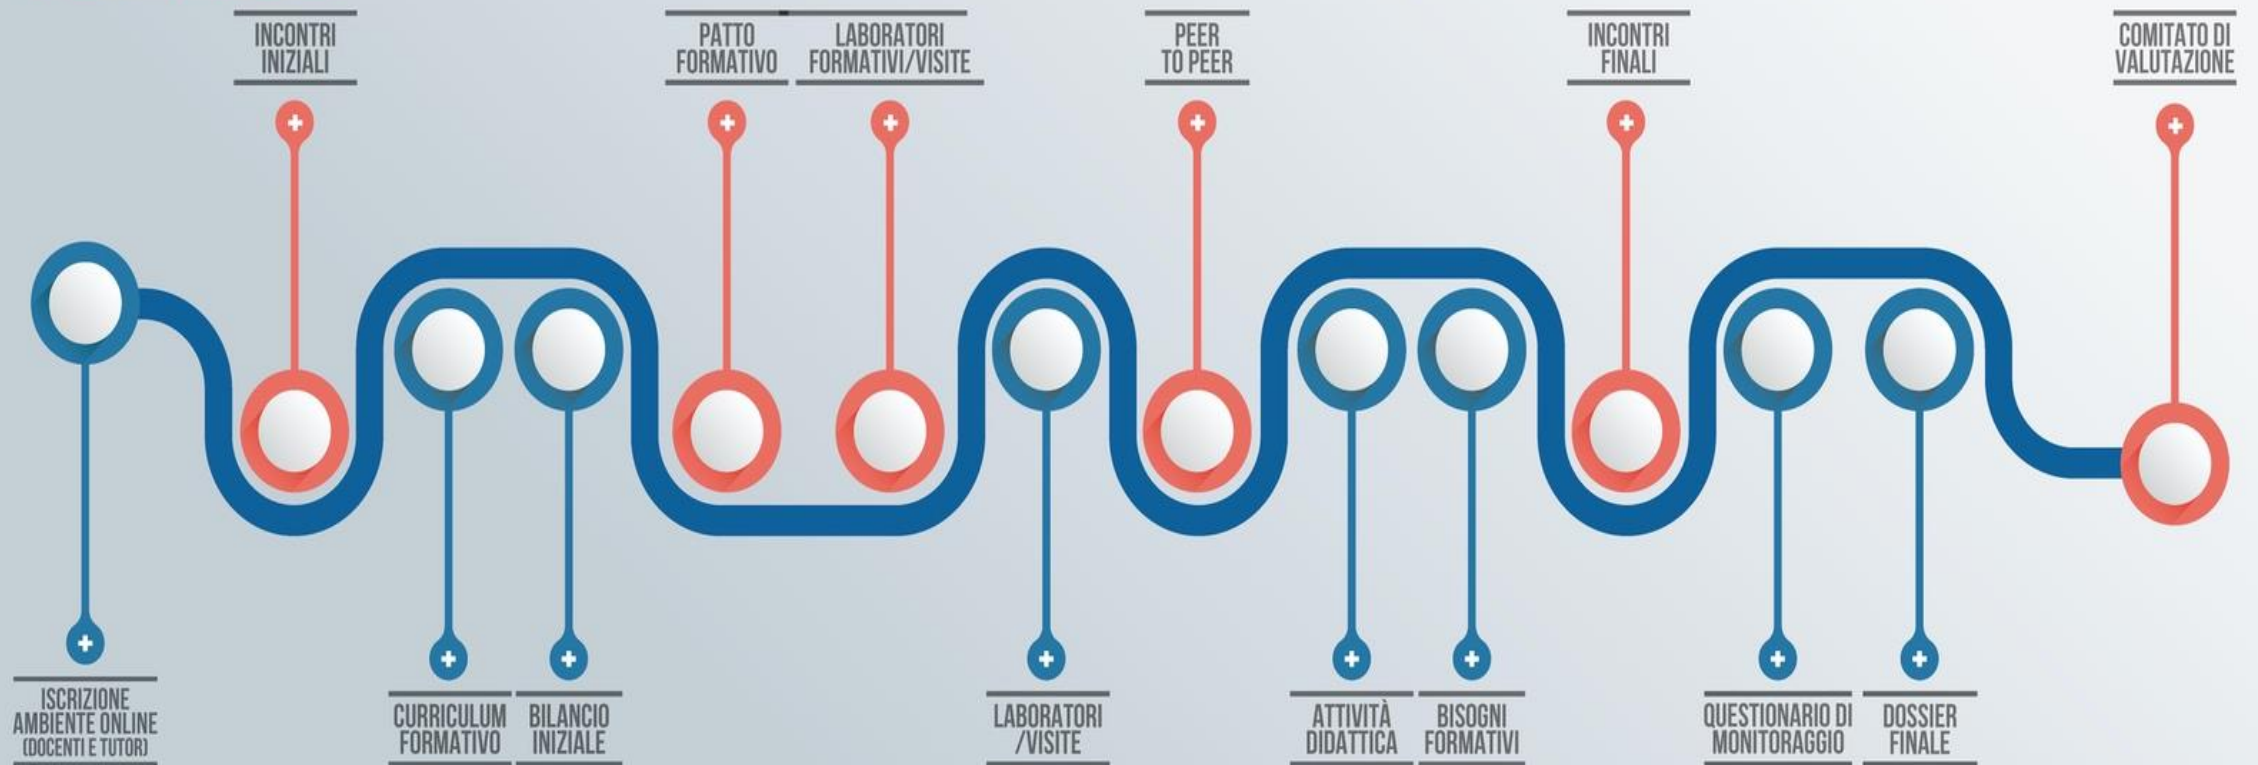 INCONTRI
INIZIALI
PATTO
FORMATIVO
LABORATORI
FORMATIVI/VISITE
PEER
TO PEER
INCONTRI
FINALI
COMITATO DI
VALUTAZIONE
ISCRIZIONE
AMBIENTE ONLINE
(DOCENTI E TUTOR)
CURRICULUM
FORMATIVO
BILANCIO
INIZIALE
LABORATORI
/VISITE
ATTIVITÀ
DIDATTICA
BISOGNI
FORMATIVI
QUESTIONARIO DI
MONITORAGGIO
DOSSIER
FINALE